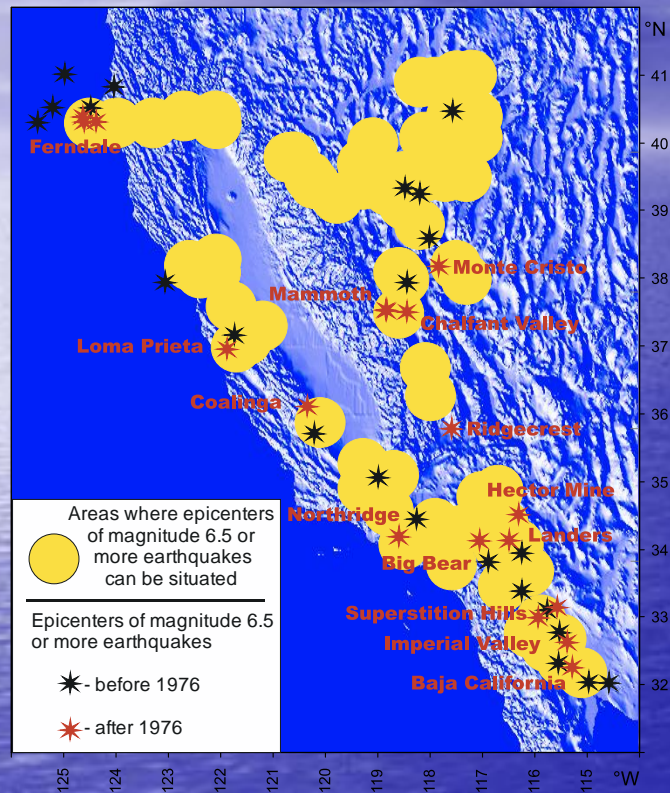 °N
41
40
Ferndale
39
38
Monte Cristo
Mammoth
Chalfant Valley
37
Loma Prieta
Coalinga
36
Ridgecrest
35
Hector Mine
Northridge
Landers
34
Big Bear
33
Superstition Hills
Imperial Valley
Baja California
32
Areas where epicenters
of magnitude 6.5 or
more earthquakes
can be situated
Epicenters of magnitude 6.5
or more earthquakes
- before 1976
- after 1976
125 124 123 122 121 120 119 118 117 116 115 °W